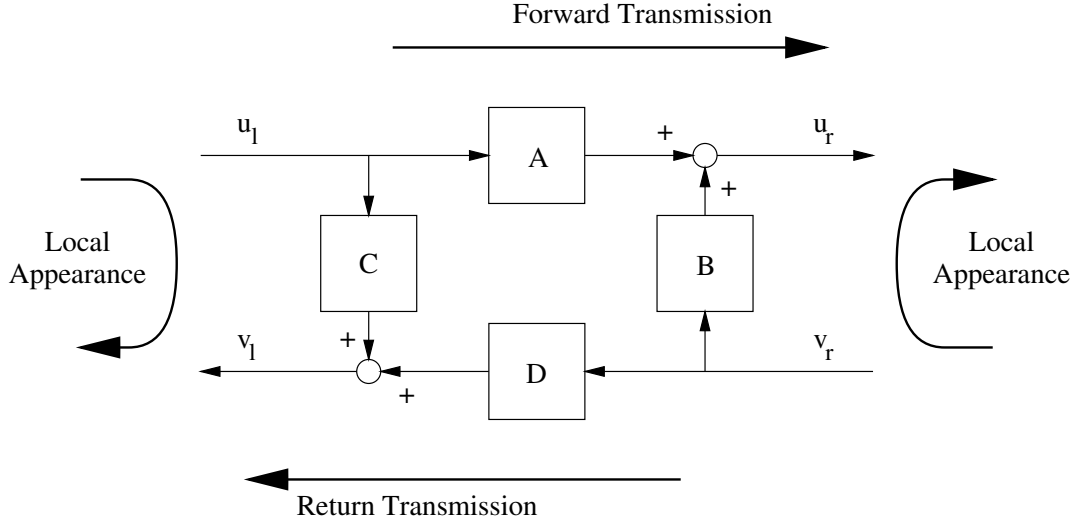 Forward Transmission
u_l
A
+
u_r
+
Local
Appearance
C
B
Local
Appearance
v_l
+
+
D
v_r
Return Transmission